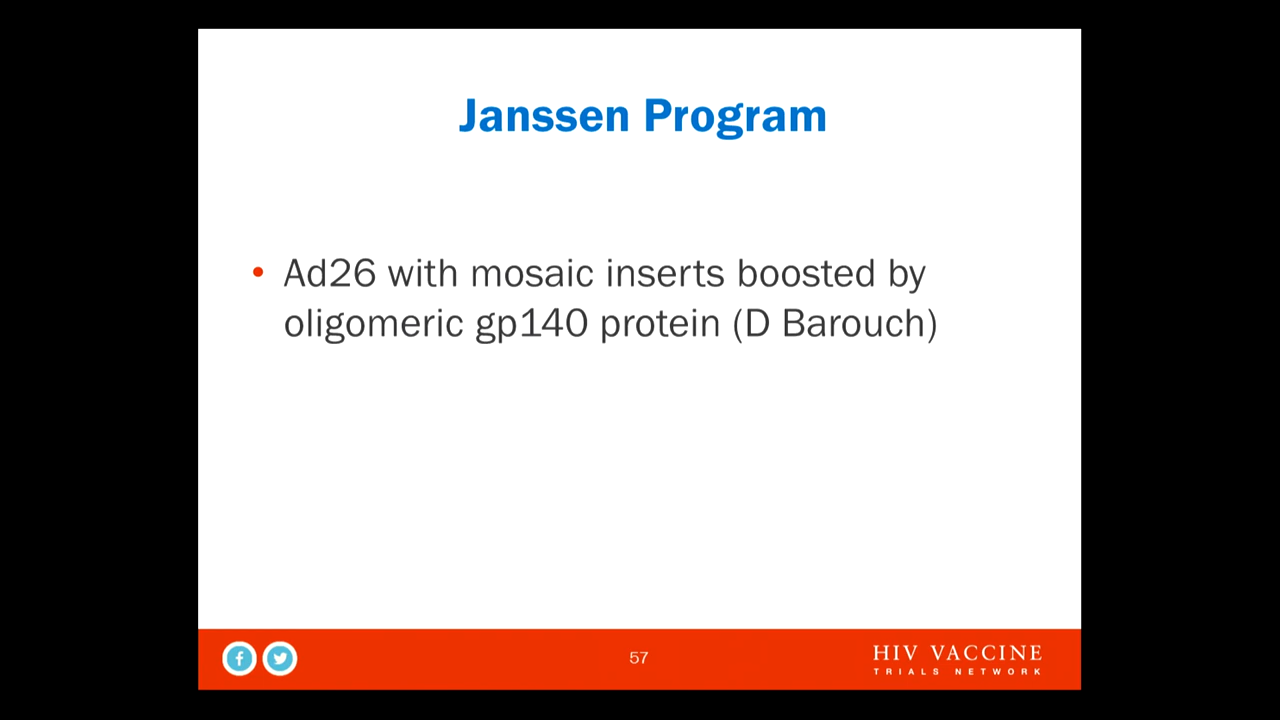 Janssen Program
• Ad26 with mosaic inserts boosted by
oligomeric gp140 protein (D Barouch)
57
HIV VACCINE
TRIALS NETWORK